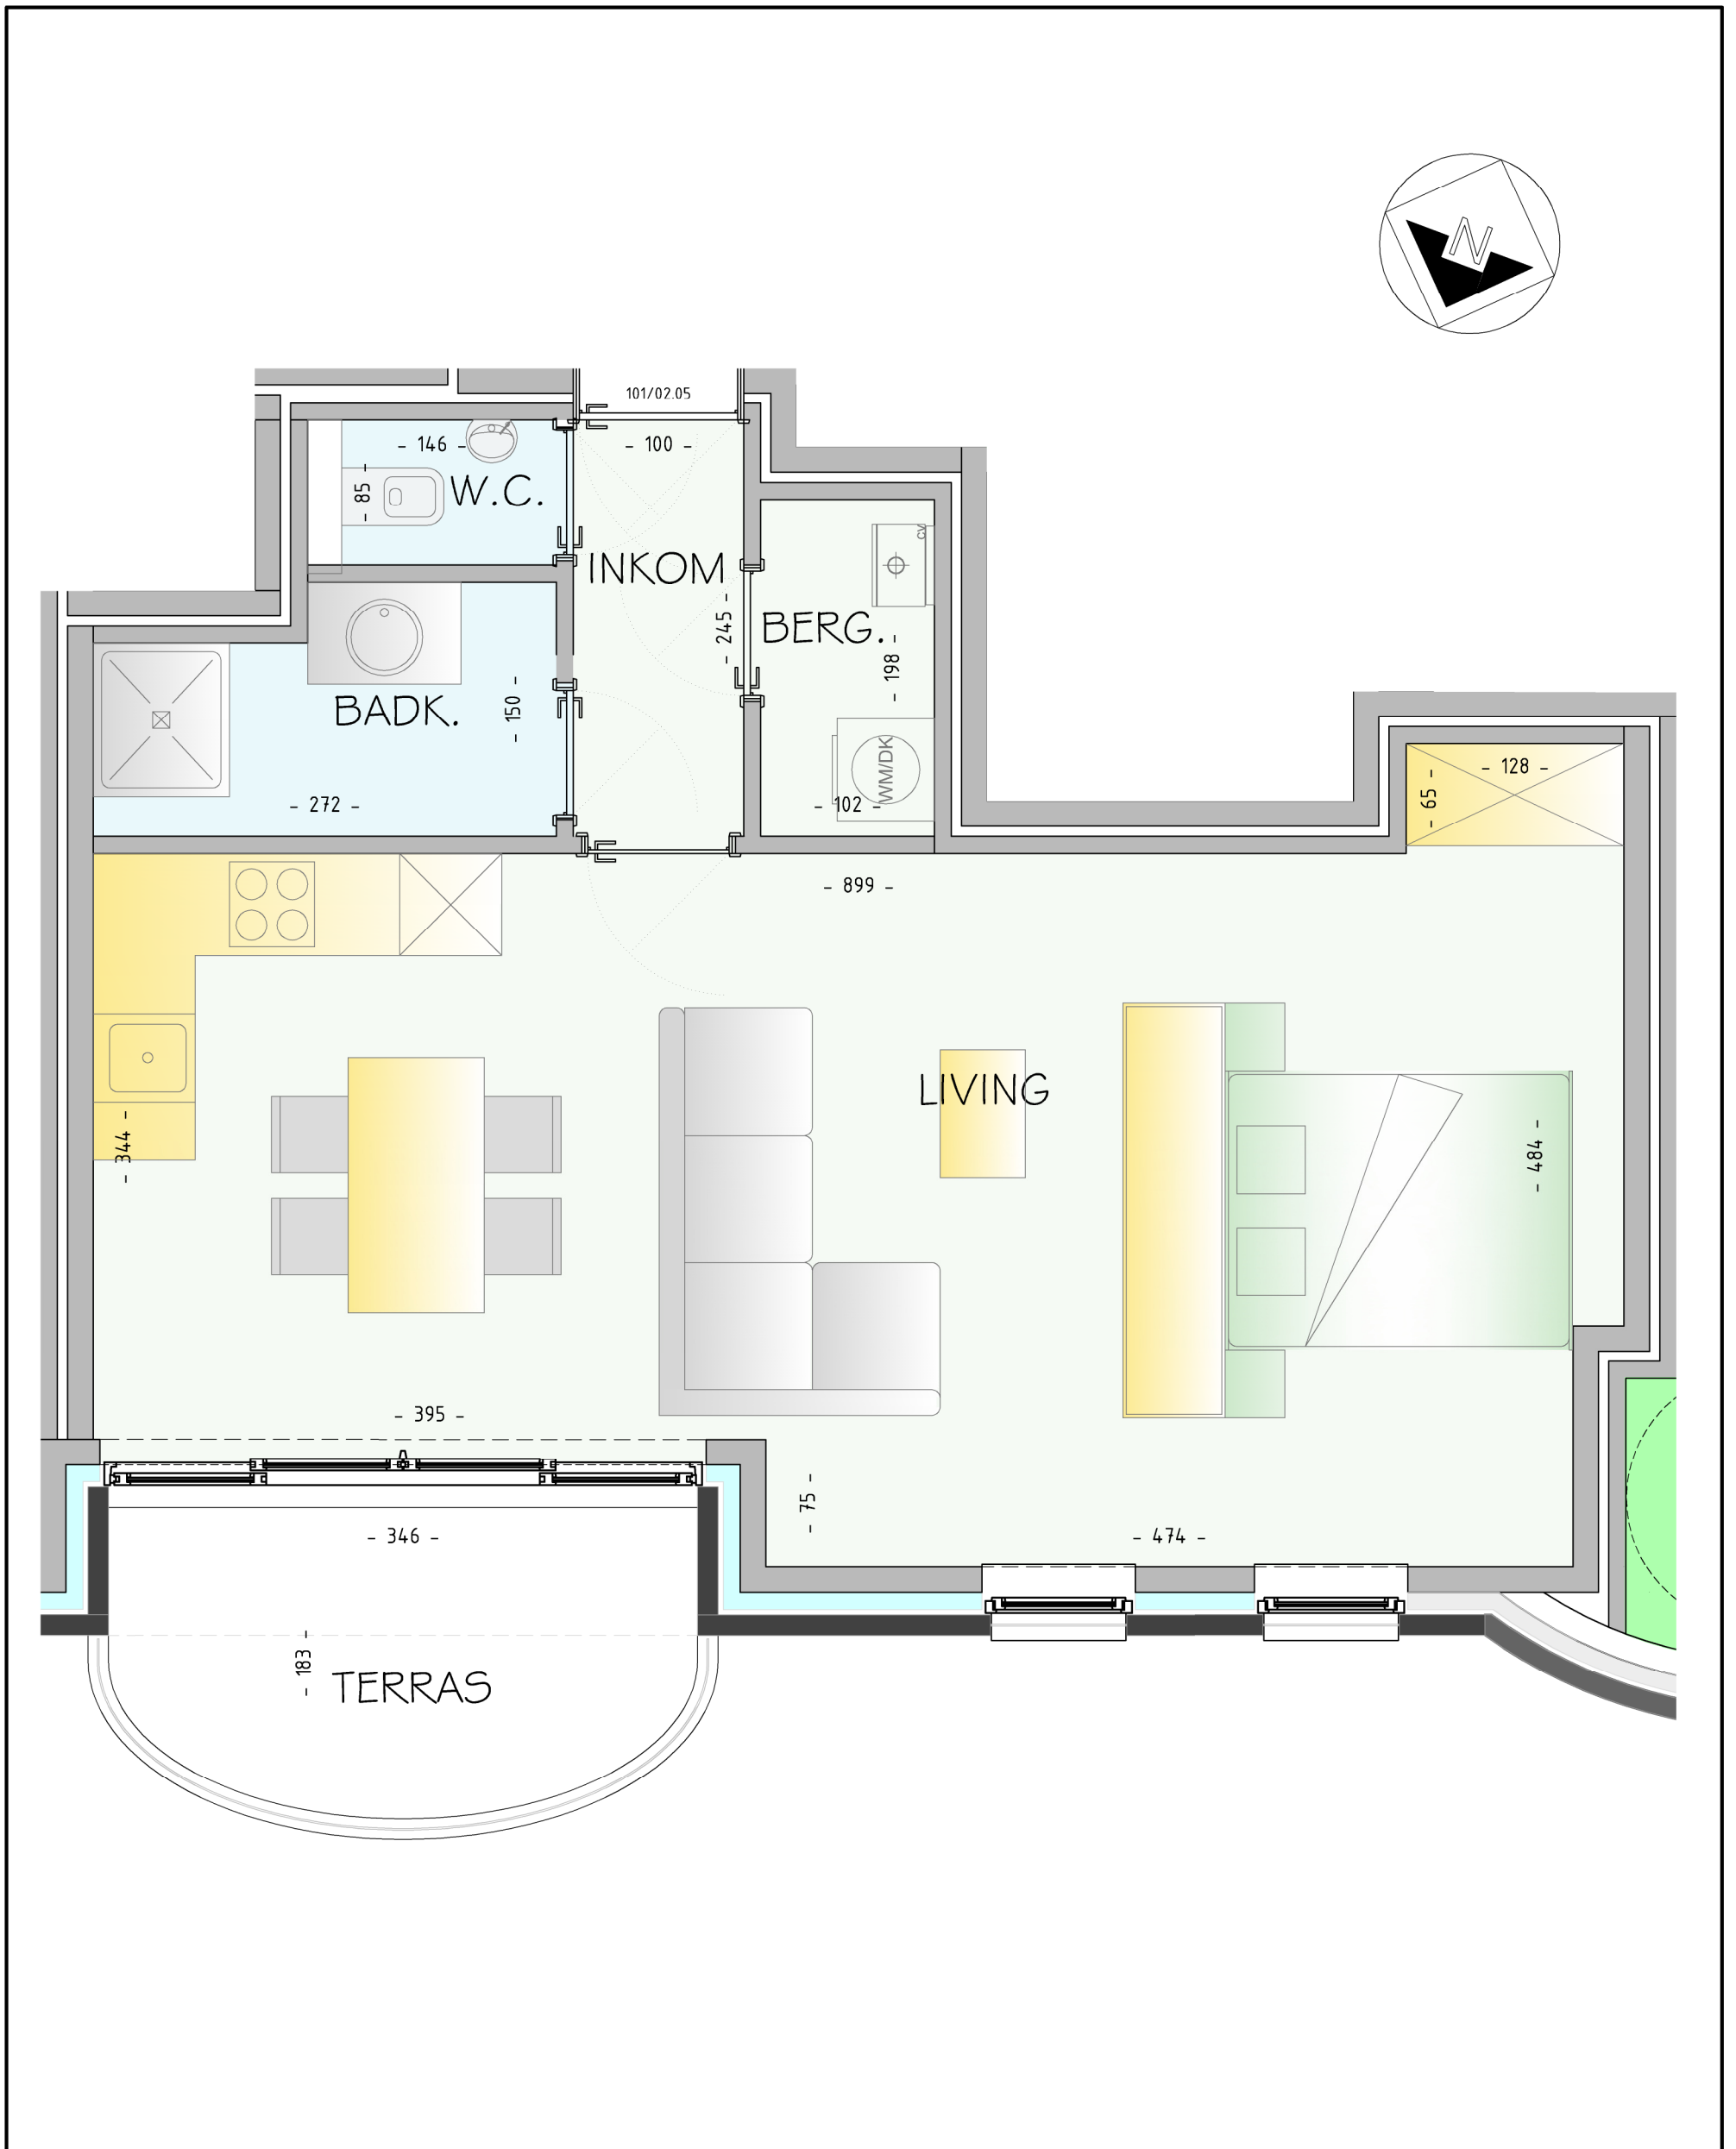 N
101/02.05
- 146 -
- 100 -
- 85 -
W.C.
CV
INKOM
- 245 -
BERG.
- 198 -
BADK.
- 150 -
WM/DK
- 128 -
- 65 -
- 272 -
- 102 -
- 899 -
LIVING
- 344 -
- 484 -
- 395 -
- 75 -
- 346 -
- 474 -
- 183 -
TERRAS